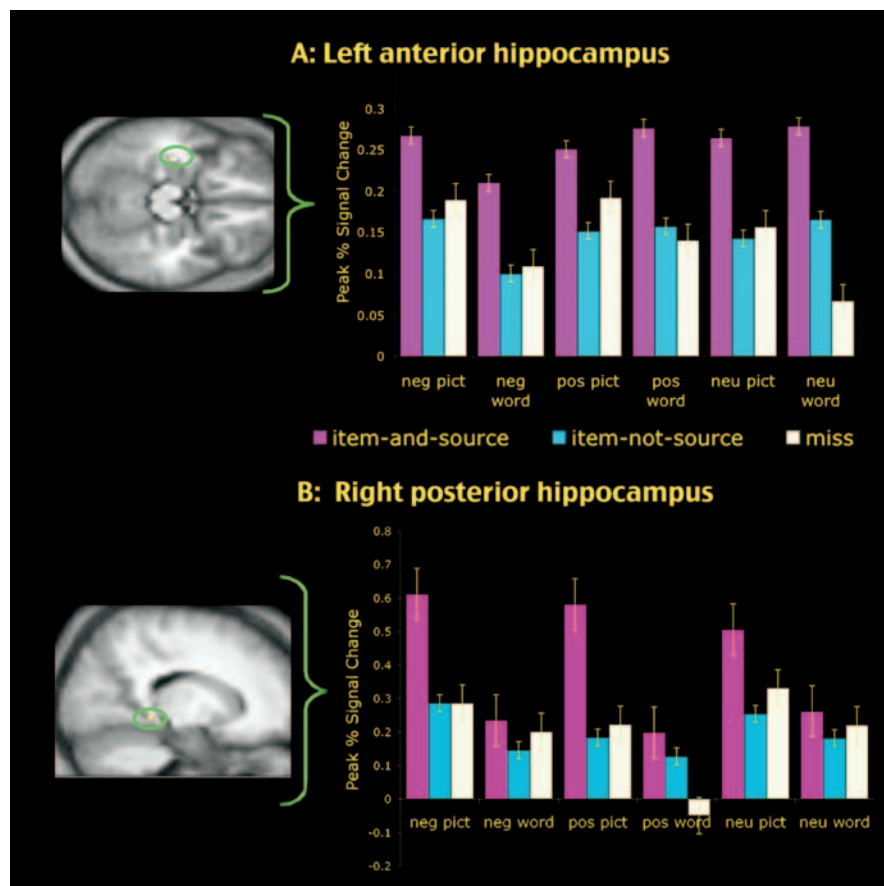 A: Left anterior hippocampus
Peak % Signal Change
0.3
0.25
0.2
0.15
0.1
0.05
0
neg pict
neg word
pos pict
pos word
neu pict
neu word
item-and-source
item-not-source
miss
B: Right posterior hippocampus
Peak % Signal Change
0.8
0.7
0.6
0.5
0.4
0.3
0.2
0.1
0
-0.1
-0.2
neg pict
neg word
pos pict
pos word
neu pict
neu word